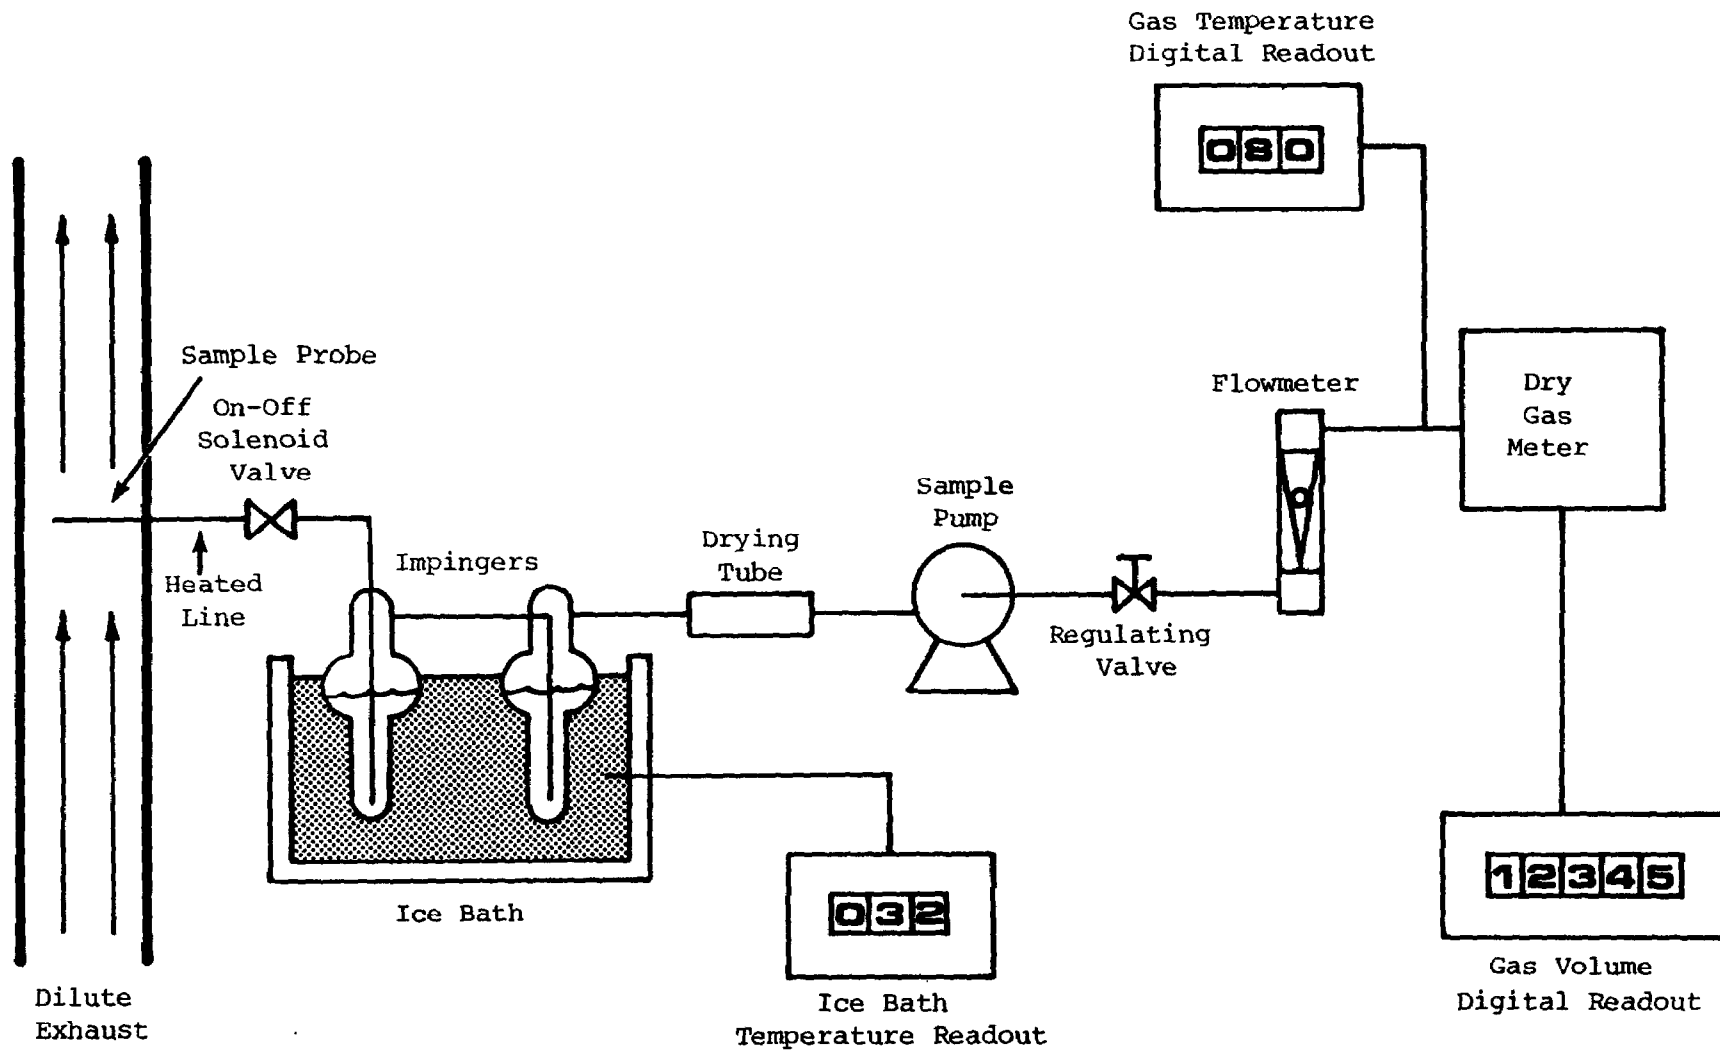 Gas Temperature
Digital Readout
080
Sample Probe
On-Off
Solenoid
Valve
Heated
Line
Impingers
Drying
Tube
Sample
Pump
Regulating
Valve
Flowmeter
Dry
Gas
Meter
032
12345
Ice Bath
Ice Bath
Temperature Readout
Gas Volume
Digital Readout
Dilute
Exhaust